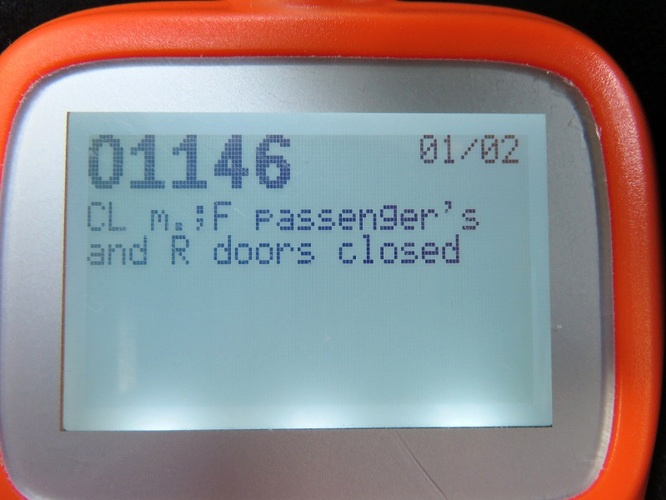 01146 01/02
CL m.;F passenger's
and R doors closed